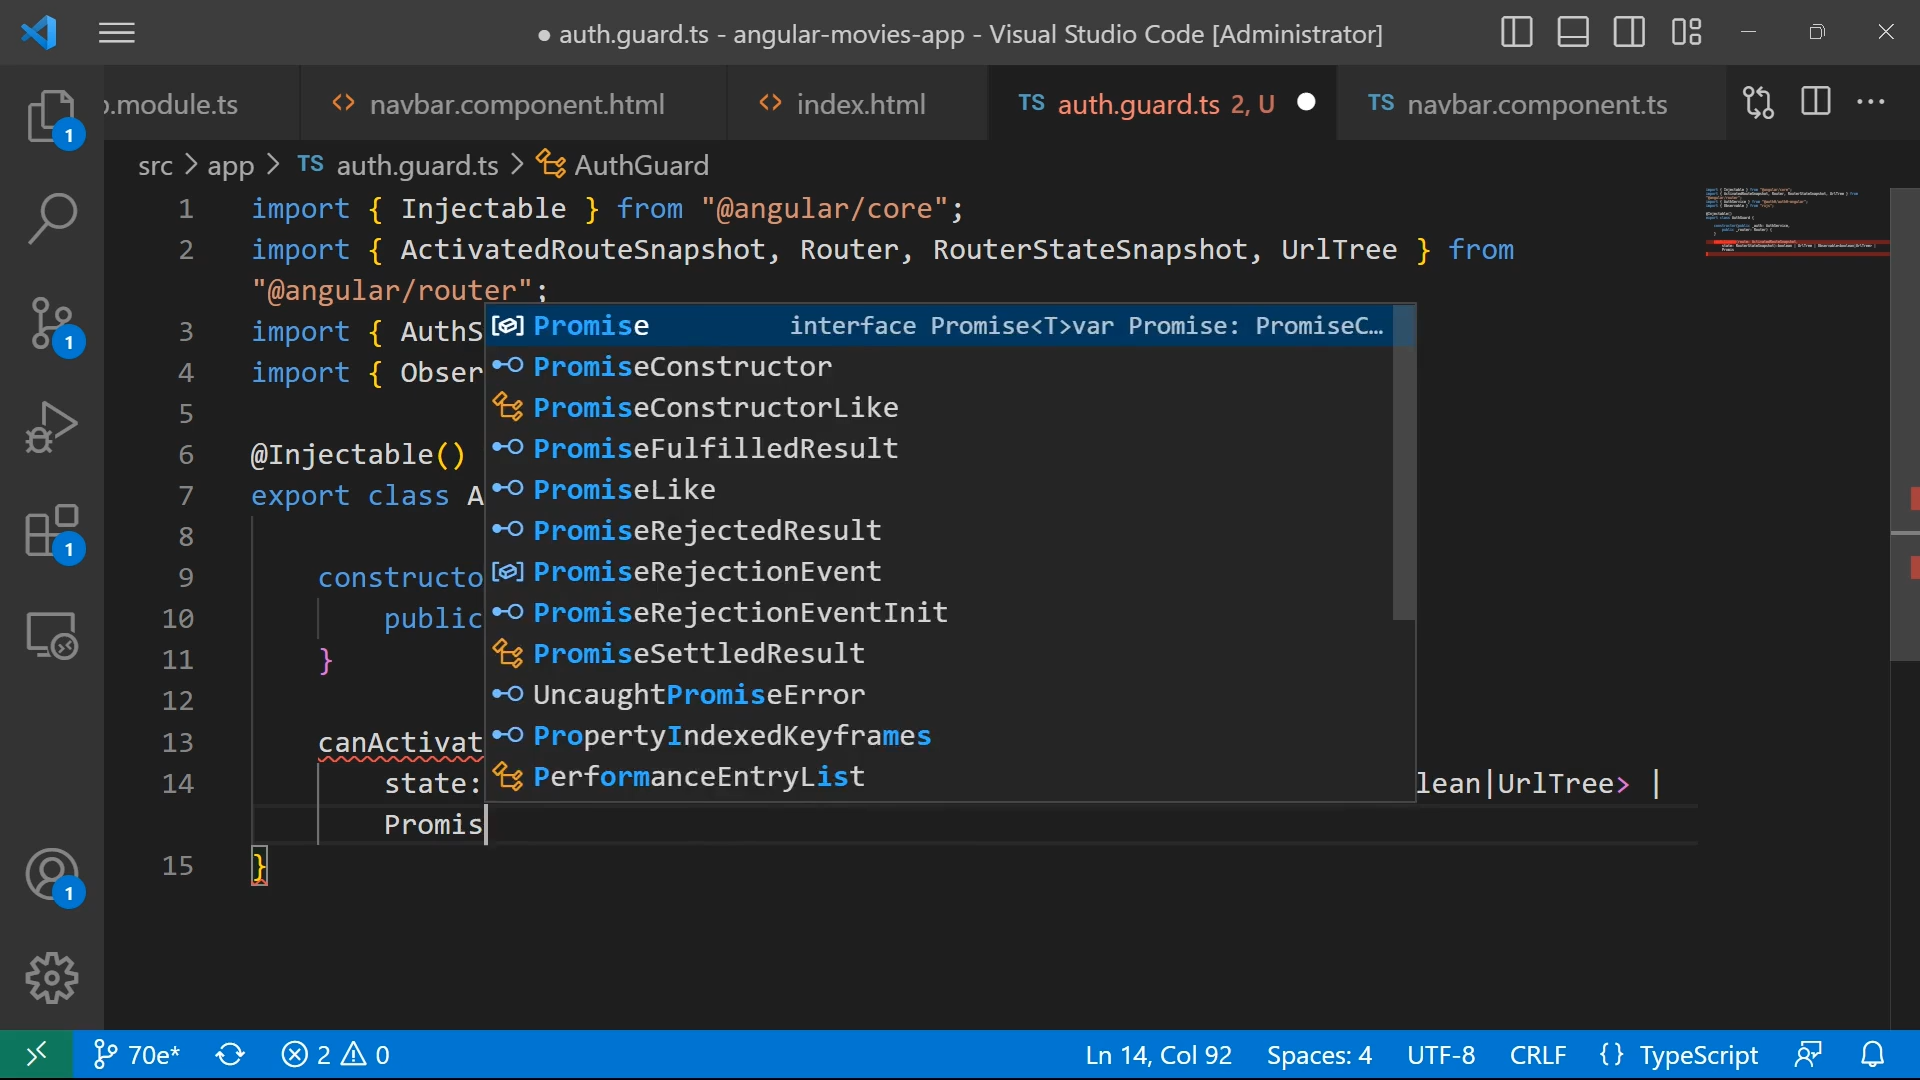 ● auth.guard.ts - angular-movies-app - Visual Studio Code [Administrator]
.module.ts
navbar.component.html
index.html
TS auth.guard.ts 2, U
TS navbar.component.ts
src > app > TS auth.guard.ts > AuthGuard
1 import { Injectable } from "@angular/core";
2 import { ActivatedRouteSnapshot, Router, RouterStateSnapshot, UrlTree } from
"@angular/router";
3 import { AuthS
4 import { Obser
5
6 @Injectable()
7 export class A
8
9 constructo
10 public
11 }
12
13 canActivat
14 state: lean|UrlTree> |
Promis
15 }
Promise interface Promise<T>var Promise: PromiseC…
PromiseConstructor
PromiseConstructorLike
PromiseFulfilledResult
PromiseLike
PromiseRejectedResult
PromiseRejectionEvent
PromiseRejectionEventInit
PromiseSettledResult
UncaughtPromiseError
PropertyIndexedKeyframes
PerformanceEntryList
1
1
1
1
70e* 2 0 Ln 14, Col 92 Spaces: 4 UTF-8 CRLF {} TypeScript